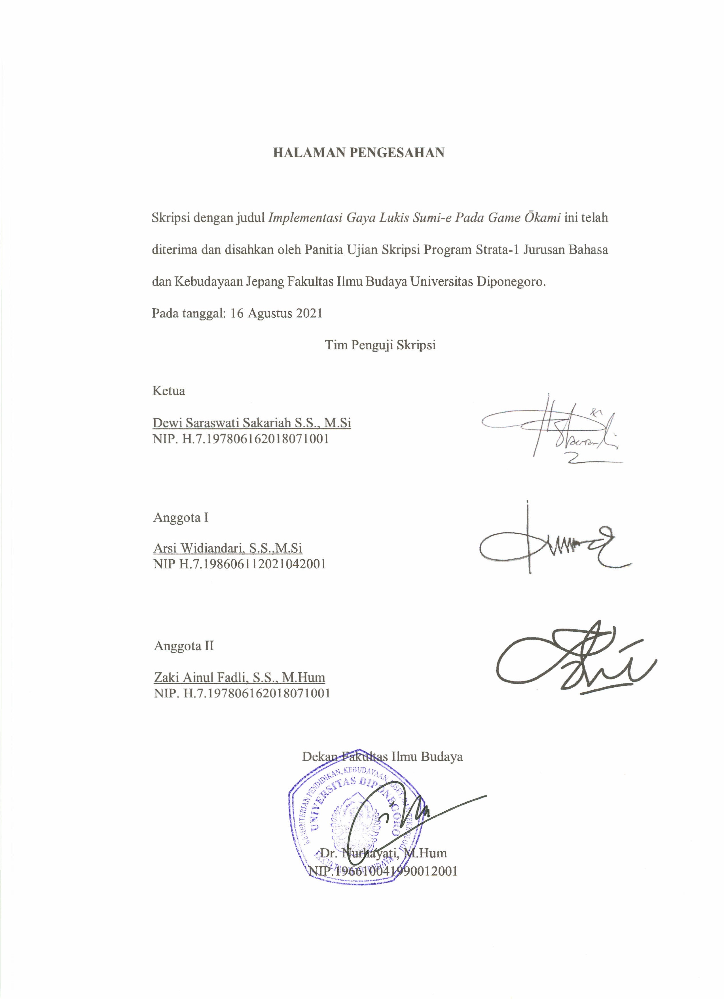 HALAMAN PENGESAHAN
Skripsi dengan judul Implementasi Gaya Lukis Sumi-e Pada Game Ōkami ini telah
diterima dan disahkan oleh Panitia Ujian Skripsi Program Strata-1 Jurusan Bahasa
dan Kebudayaan Jepang Fakultas Ilmu Budaya Universitas Diponegoro.
Pada tanggal: 16 Agustus 2021
Tim Penguji Skripsi
Ketua
Dewi Saraswati Sakariah S.S., M.Si
NIP. H.7.197806162018071001
Anggota I
Arsi Widiandari, S.S.,M.Si
NIP H.7.198606112021042001
Anggota II
Zaki Ainul Fadli, S.S., M.Hum
NIP. H.7.197806162018071001
Dekan Fakultas Ilmu Budaya
KEMENTERIAN PENDIDIKAN, KEBUDAYAAN, RISET, DAN TEKNOLOGI
UNIVERSITAS DIPONEGORO
Dr. Nurhayati, M.Hum
NIP.196610041990012001